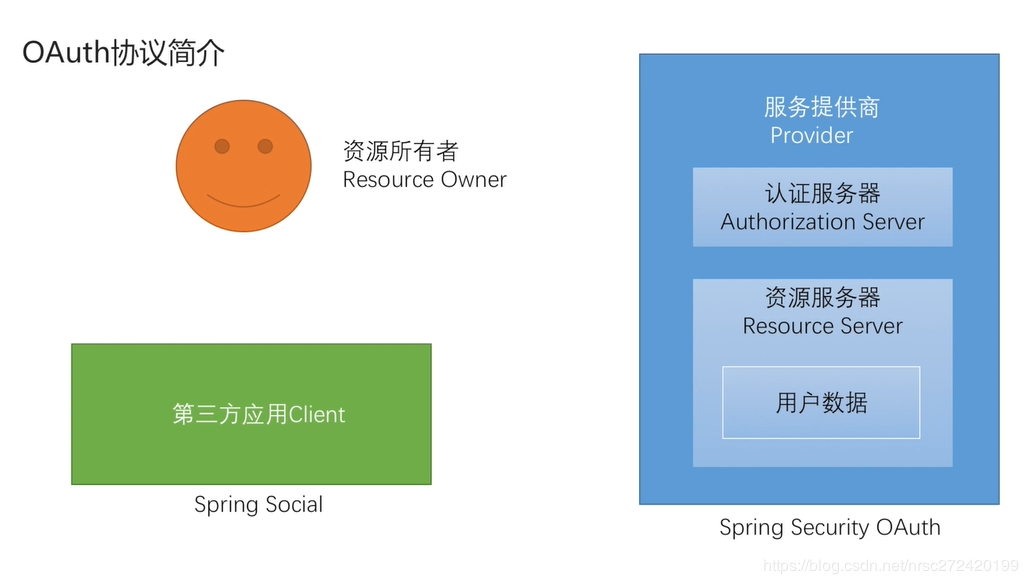 OAuth协议简介
资源所有者
Resource Owner
服务提供商
Provider
认证服务器
Authorization Server
资源服务器
Resource Server
用户数据
第三方应用Client
Spring Social
Spring Security OAuth
https://blog.csdn.net/nrsc272420199